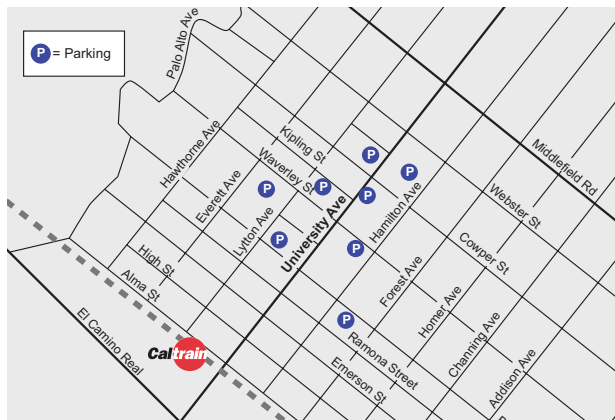 Palo Alto Ave
P = Parking
Kipling St
Middlefield Rd
Hawthorne Ave
Waverley St
P
P
P
P
P
Everett Ave
Webster St
Hamilton Ave
Lytton Ave
University Ave
P
P
Cowper St
High St
Forest Ave
Alma St
Homer Ave
El Camino Real
P
Channing Ave
Caltrain
Ramona Street
Addison Ave
Emerson St